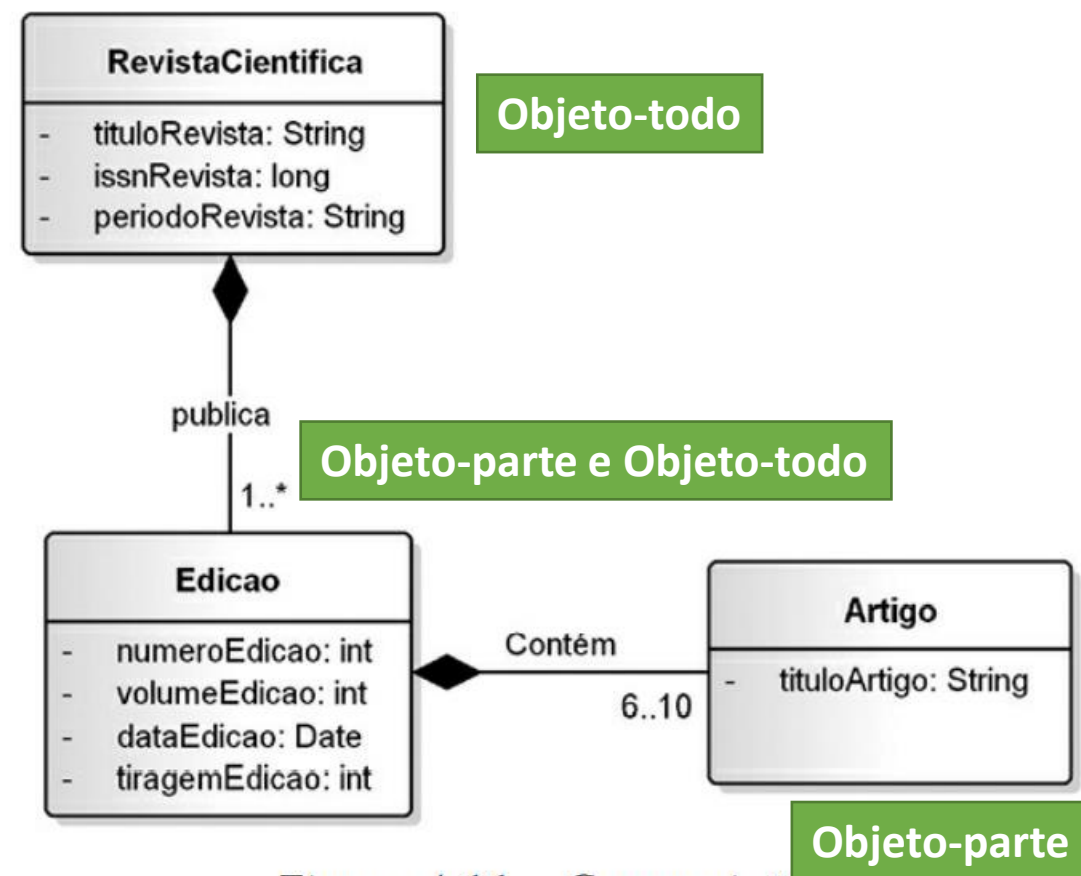 RevistaCientifica
Objeto-todo
- tituloRevista: String
- issnRevista: long
- periodoRevista: String
publica
Objeto-parte e Objeto-todo
1..*
Edicao
- numeroEdicao: int
- volumeEdicao: int
- dataEdicao: Date
- tiragemEdicao: int
Contém
6..10
Artigo
- tituloArtigo: String
Objeto-parte